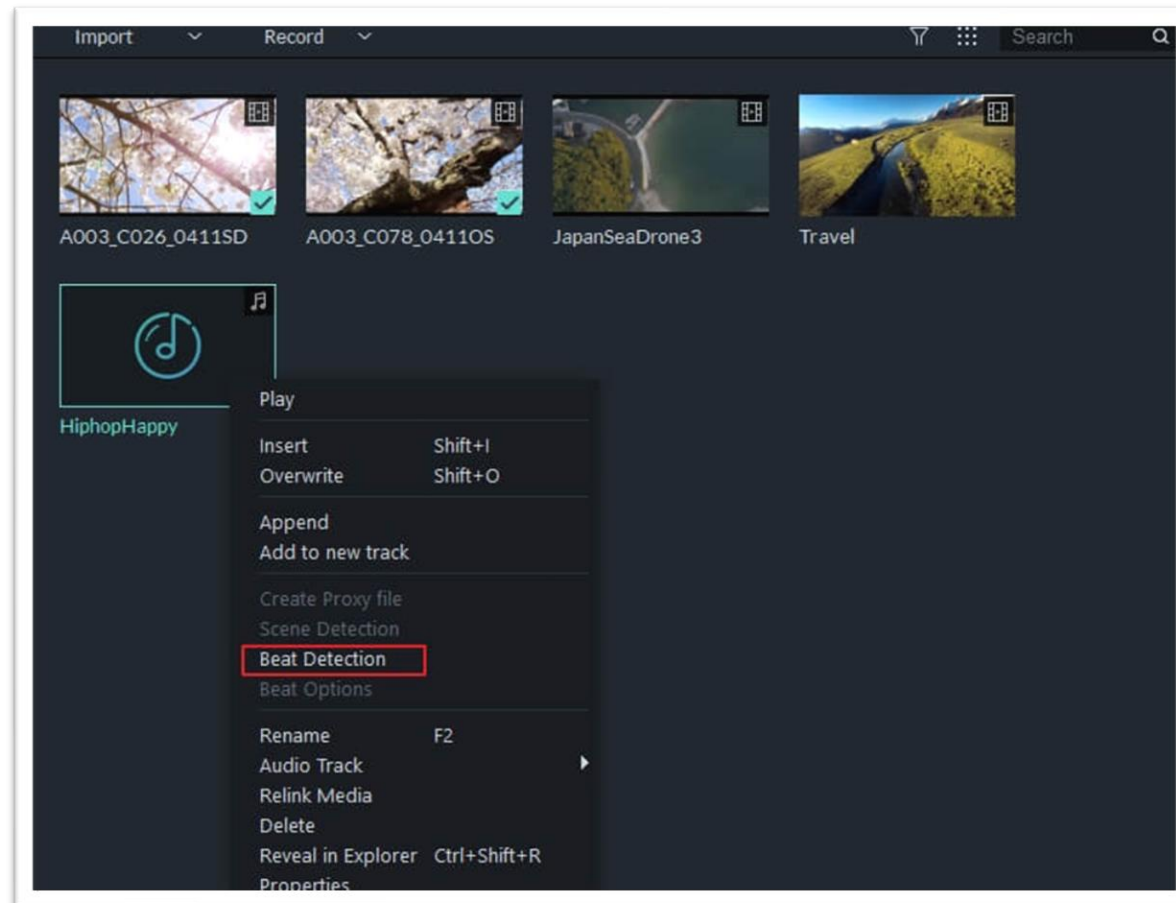 Import Record Search
A003_C026_0411SD A003_C078_0411OS JapanSeaDrone3 Travel
HiphopHappy
Play
Insert Shift+I
Overwrite Shift+O
Append
Add to new track
Create Proxy file
Scene Detection
Beat Detection
Beat Options
Rename F2
Audio Track
Relink Media
Delete
Reveal in Explorer Ctrl+Shift+R
Properties